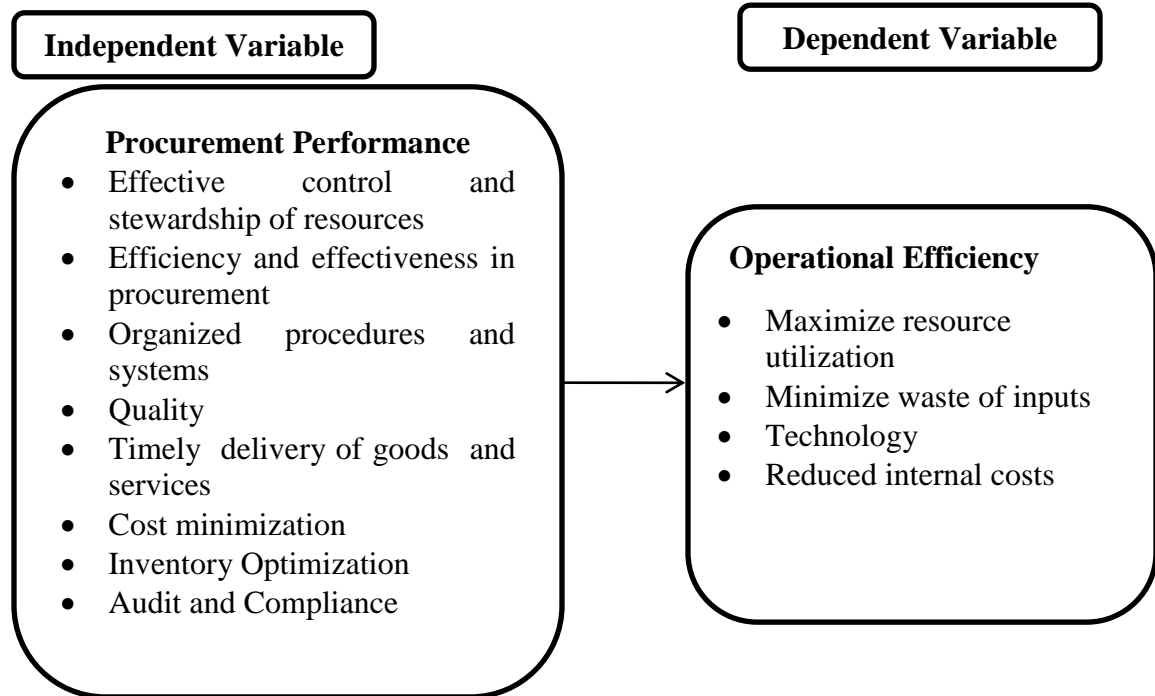 Independent Variable
Dependent Variable
Procurement Performance
• Effective control and
stewardship of resources
• Efficiency and effectiveness in
procurement
• Organized procedures and
systems
• Quality
• Timely delivery of goods and
services
• Cost minimization
• Inventory Optimization
• Audit and Compliance
Operational Efficiency
• Maximize resource
utilization
• Minimize waste of inputs
• Technology
• Reduced internal costs